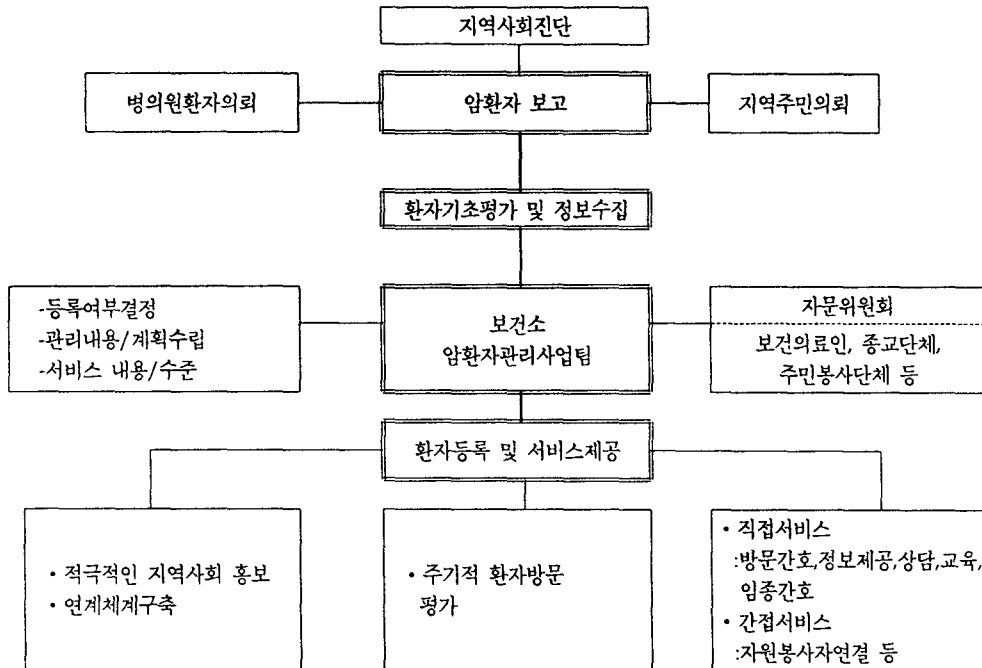 지역사회진단
병의원환자의뢰
암환자 보고
지역주민의뢰
환자기초평가 및 정보수집
-등록여부결정
-관리내용/계획수립
-서비스 내용/수준
보건소
암환자관리사업팀
자문위원회
보건의료인, 종교단체,
주민봉사단체 등
환자등록 및 서비스제공
• 적극적인 지역사회 홍보
• 연계체계구축
• 주기적 환자방문
평가
• 직접서비스
:방문간호,정보제공,상담,교육,
임종간호
• 간접서비스
:자원봉사자연결 등